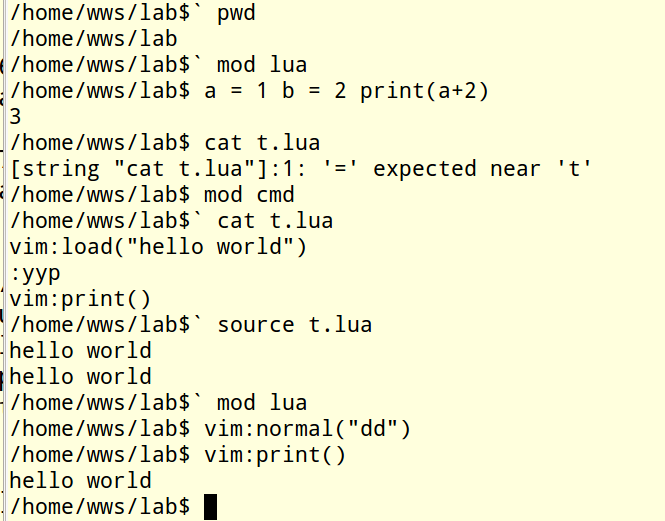 /home/wws/lab$` pwd
/home/wws/lab
/home/wws/lab$` mod lua
/home/wws/lab$ a = 1 b = 2 print(a+2)
3
/home/wws/lab$ cat t.lua
[string "cat t.lua"]:1: '=' expected near 't'
/home/wws/lab$ mod cmd
/home/wws/lab$` cat t.lua
vim:load("hello world")
:yyp
vim:print()
/home/wws/lab$` source t.lua
hello world
hello world
/home/wws/lab$` mod lua
/home/wws/lab$ vim:normal("dd")
/home/wws/lab$ vim:print()
hello world
/home/wws/lab$